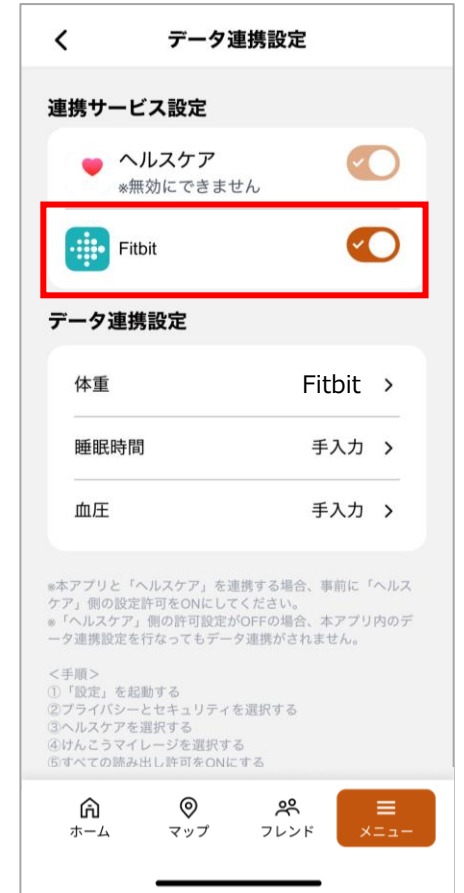 データ連携設定
連携サービス設定
ヘルスケア
※無効にできません
Fitbit
データ連携設定
体重 Fitbit
睡眠時間 手入力
血圧 手入力
※本アプリと「ヘルスケア」を連携する場合、事前に「ヘルス
ケア」側の設定許可をONにしてください。
※「ヘルスケア」側の許可設定がOFFの場合、本アプリ内のデ
ータ連携設定を行なってもデータ連携がされません。
＜手順＞
①「設定」を起動する
②プライバシーとセキュリティを選択する
③ヘルスケアを選択する
④けんこうマイレージを選択する
⑤すべての読み出し許可をONにする
ホーム マップ フレンド メニュー